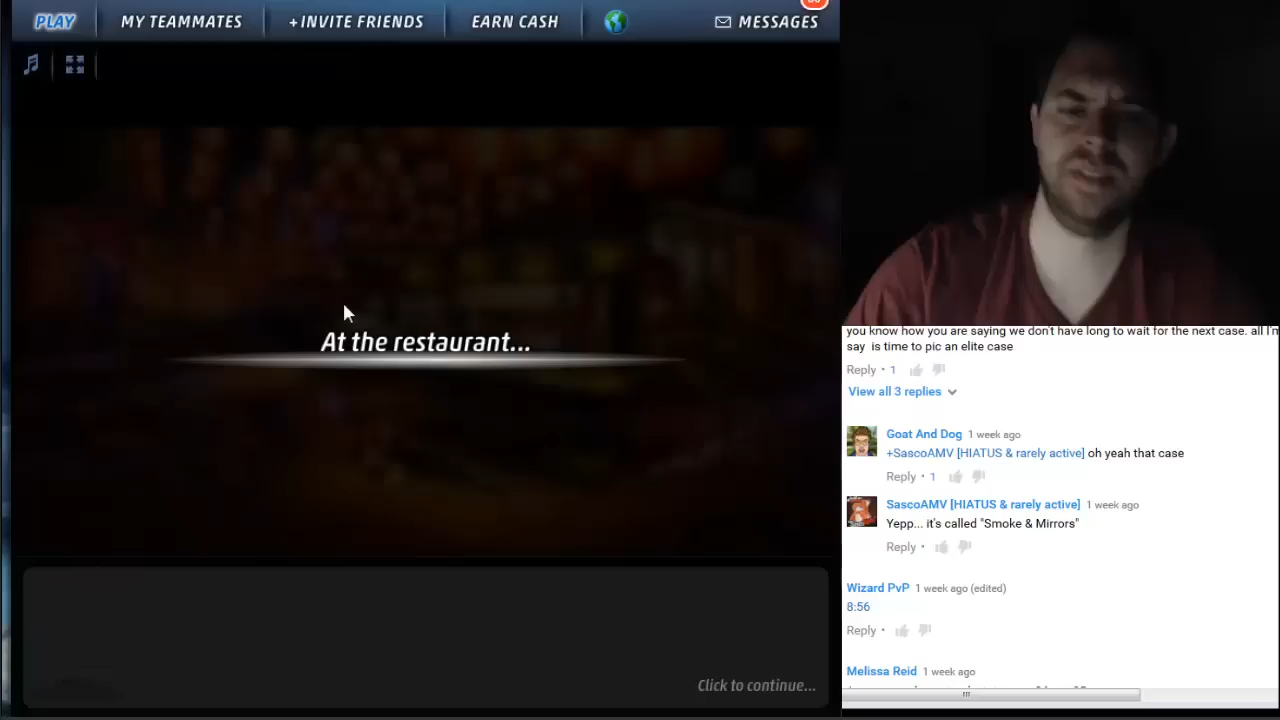 PLAY
MY TEAMMATES
+INVITE FRIENDS
EARN CASH
MESSAGES
At the restaurant...
Click to continue...
you know how you are saying we don't have long to wait for the next case. all I'm
say is time to pic an elite case
Reply • 1
View all 3 replies
Goat And Dog 1 week ago
+SascoAMV [HIATUS & rarely active] oh yeah that case
Reply • 1
SascoAMV [HIATUS & rarely active] 1 week ago
Yepp... it's called "Smoke & Mirrors"
Reply •
Wizard PvP 1 week ago (edited)
8:56
Reply •
Melissa Reid 1 week ago